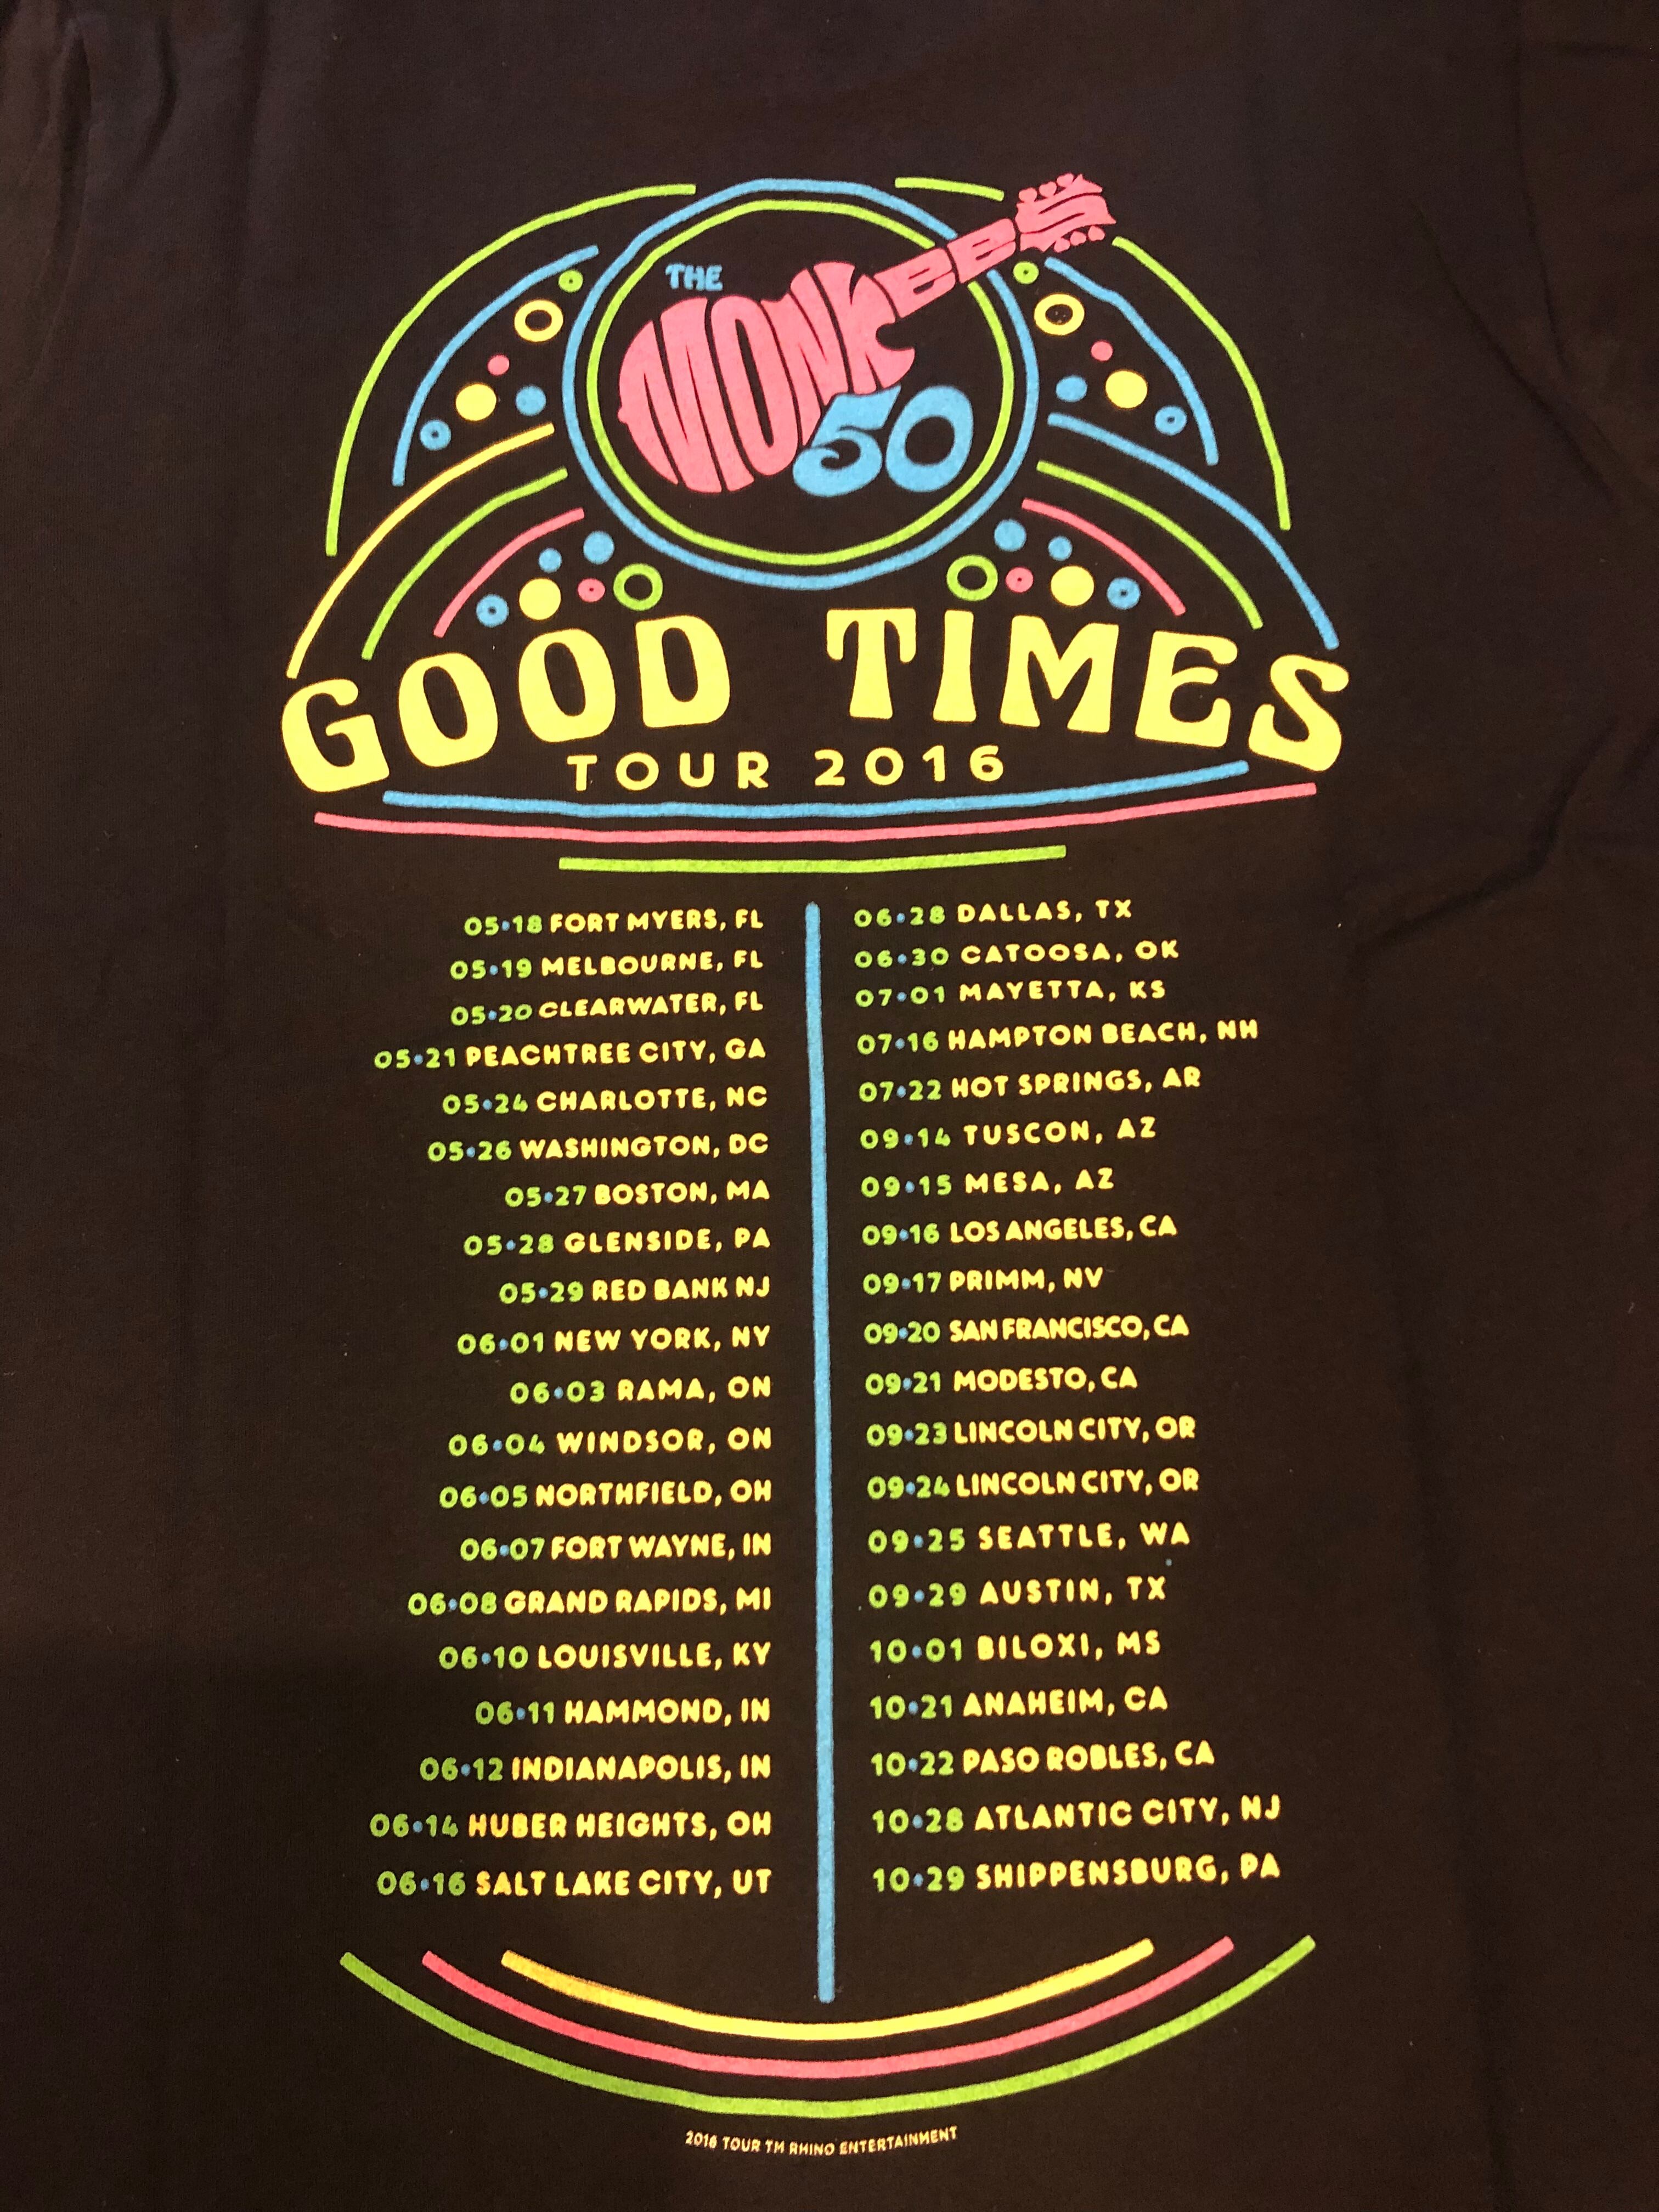 THE
MONKEES
50
GOOD TIMES
TOUR 2016
05•18 FORT MYERS, FL
05•19 MELBOURNE, FL
05•20 CLEARWATER, FL
05•21 PEACHTREE CITY, GA
05•24 CHARLOTTE, NC
05•26 WASHINGTON, DC
05•27 BOSTON, MA
05•28 GLENSIDE, PA
05•29 RED BANK NJ
06•01 NEW YORK, NY
06•03 RAMA, ON
06•04 WINDSOR, ON
06•05 NORTHFIELD, OH
06•07 FORT WAYNE, IN
06•08 GRAND RAPIDS, MI
06•10 LOUISVILLE, KY
06•11 HAMMOND, IN
06•12 INDIANAPOLIS, IN
06•14 HUBER HEIGHTS, OH
06•16 SALT LAKE CITY, UT
06•28 DALLAS, TX
06•30 CATOOSA, OK
07•01 MAYETTA, KS
07•16 HAMPTON BEACH, NH
07•22 HOT SPRINGS, AR
09•14 TUSCON, AZ
09•15 MESA, AZ
09•16 LOS ANGELES, CA
09•17 PRIMM, NV
09•20 SAN FRANCISCO, CA
09•21 MODESTO, CA
09•23 LINCOLN CITY, OR
09•24 LINCOLN CITY, OR
09•25 SEATTLE, WA
09•29 AUSTIN, TX
10•01 BILOXI, MS
10•21 ANAHEIM, CA
10•22 PASO ROBLES, CA
10•28 ATLANTIC CITY, NJ
10•29 SHIPPENSBURG, PA
2016 TOUR TM RHINO ENTERTAINMENT